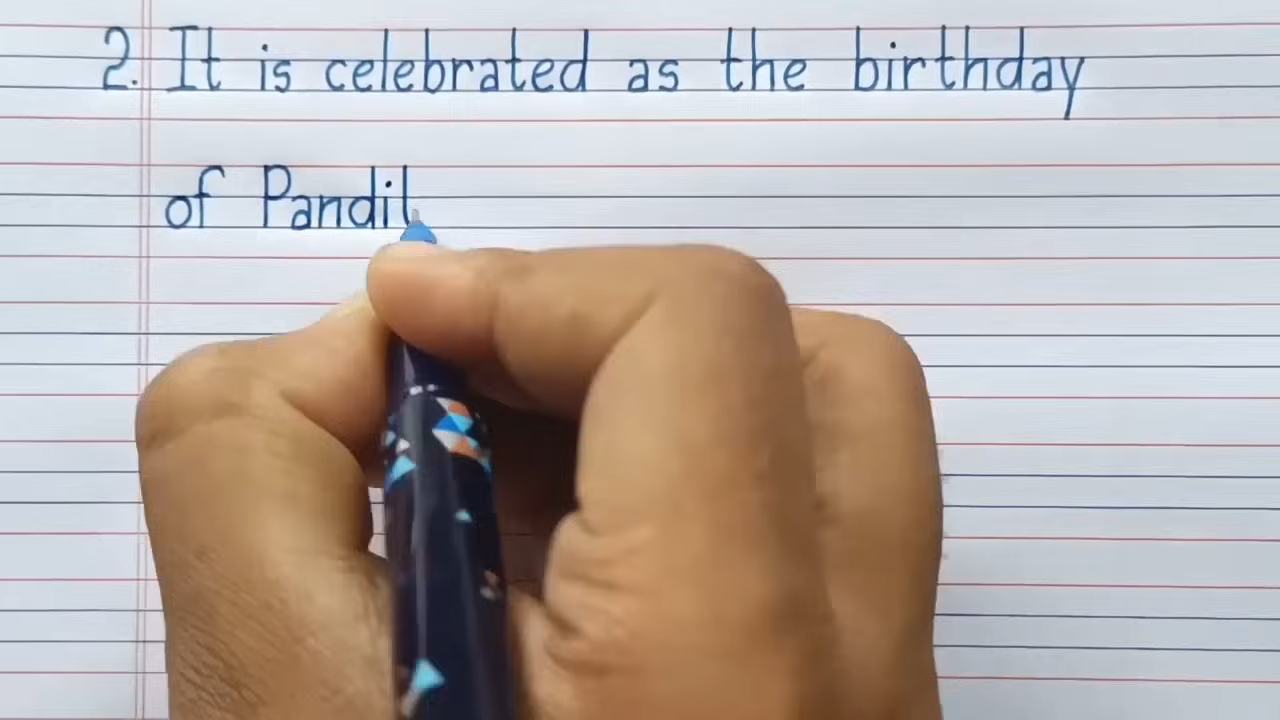 2. It is celebrated as the birthday
of Pandit